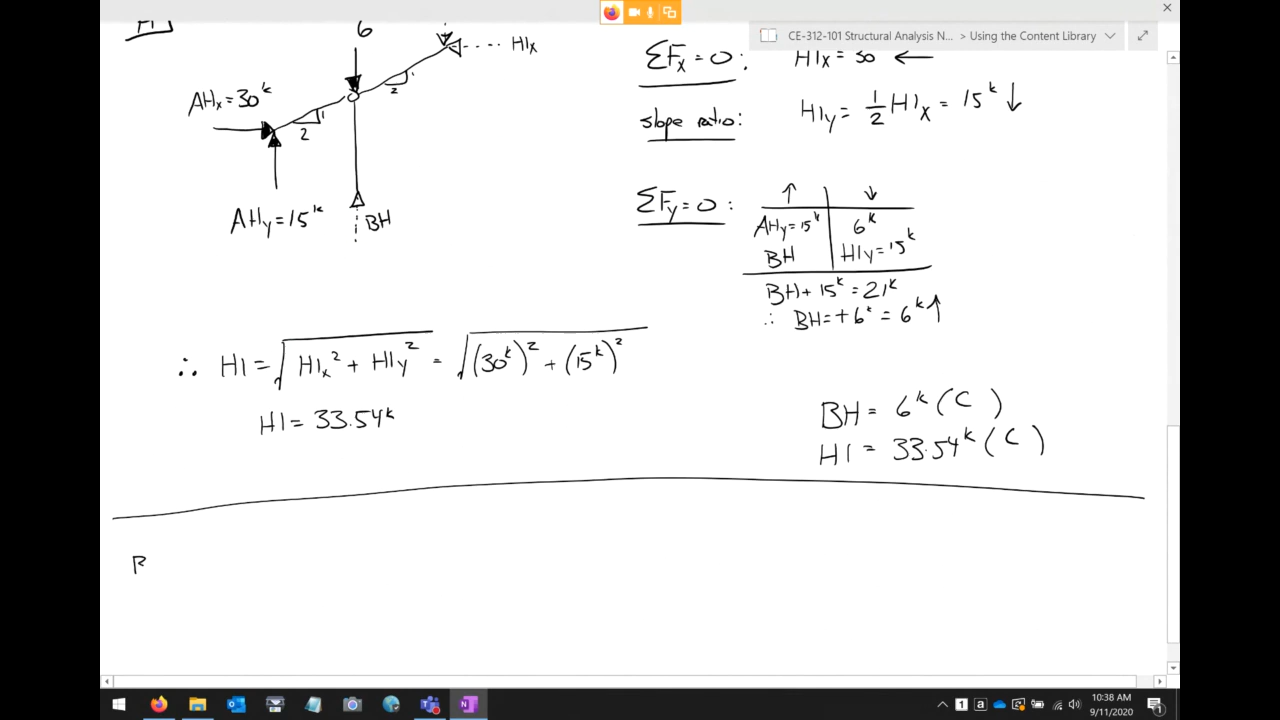 CE-312-101 Structural Analysis N... > Using the Content Library
6
H1x
AHx = 30ᵏ
1
2
1
2
AHy = 15ᵏ
BH
ΣFx = 0 :
H1x = 30 ←
slope ratio:
H1y = 1/2 H1x = 15ᵏ ↓
ΣFy = 0 :
↑ | ↓
AHy = 15ᵏ | 6ᵏ
BH | H1y = 15ᵏ
BH + 15ᵏ = 21ᵏ
∴ BH = +6ᵏ = 6ᵏ ↑
∴ H1 = √(H1x² + H1y²) = √((30ᵏ)² + (15ᵏ)²)
H1 = 33.54ᵏ
BH = 6ᵏ (C )
H1 = 33.54ᵏ (C )
10:38 AM
9/11/2020